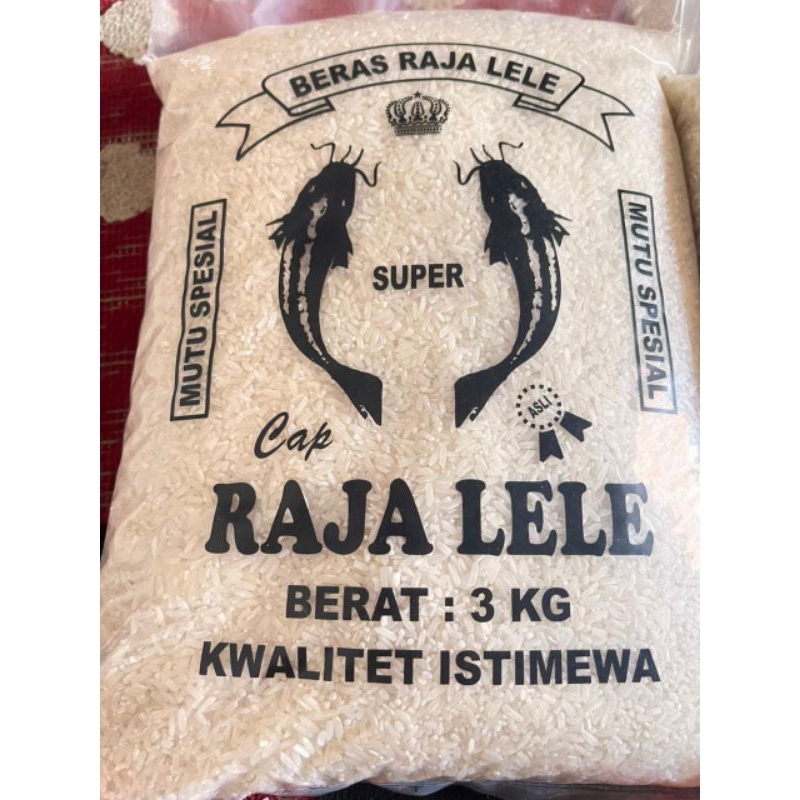 BERAS RAJA LELE
MUTU SPESIAL
SUPER
MUTU SPESIAL
ASLI
Cap
RAJA LELE
BERAT : 3 KG
KWALITET ISTIMEWA